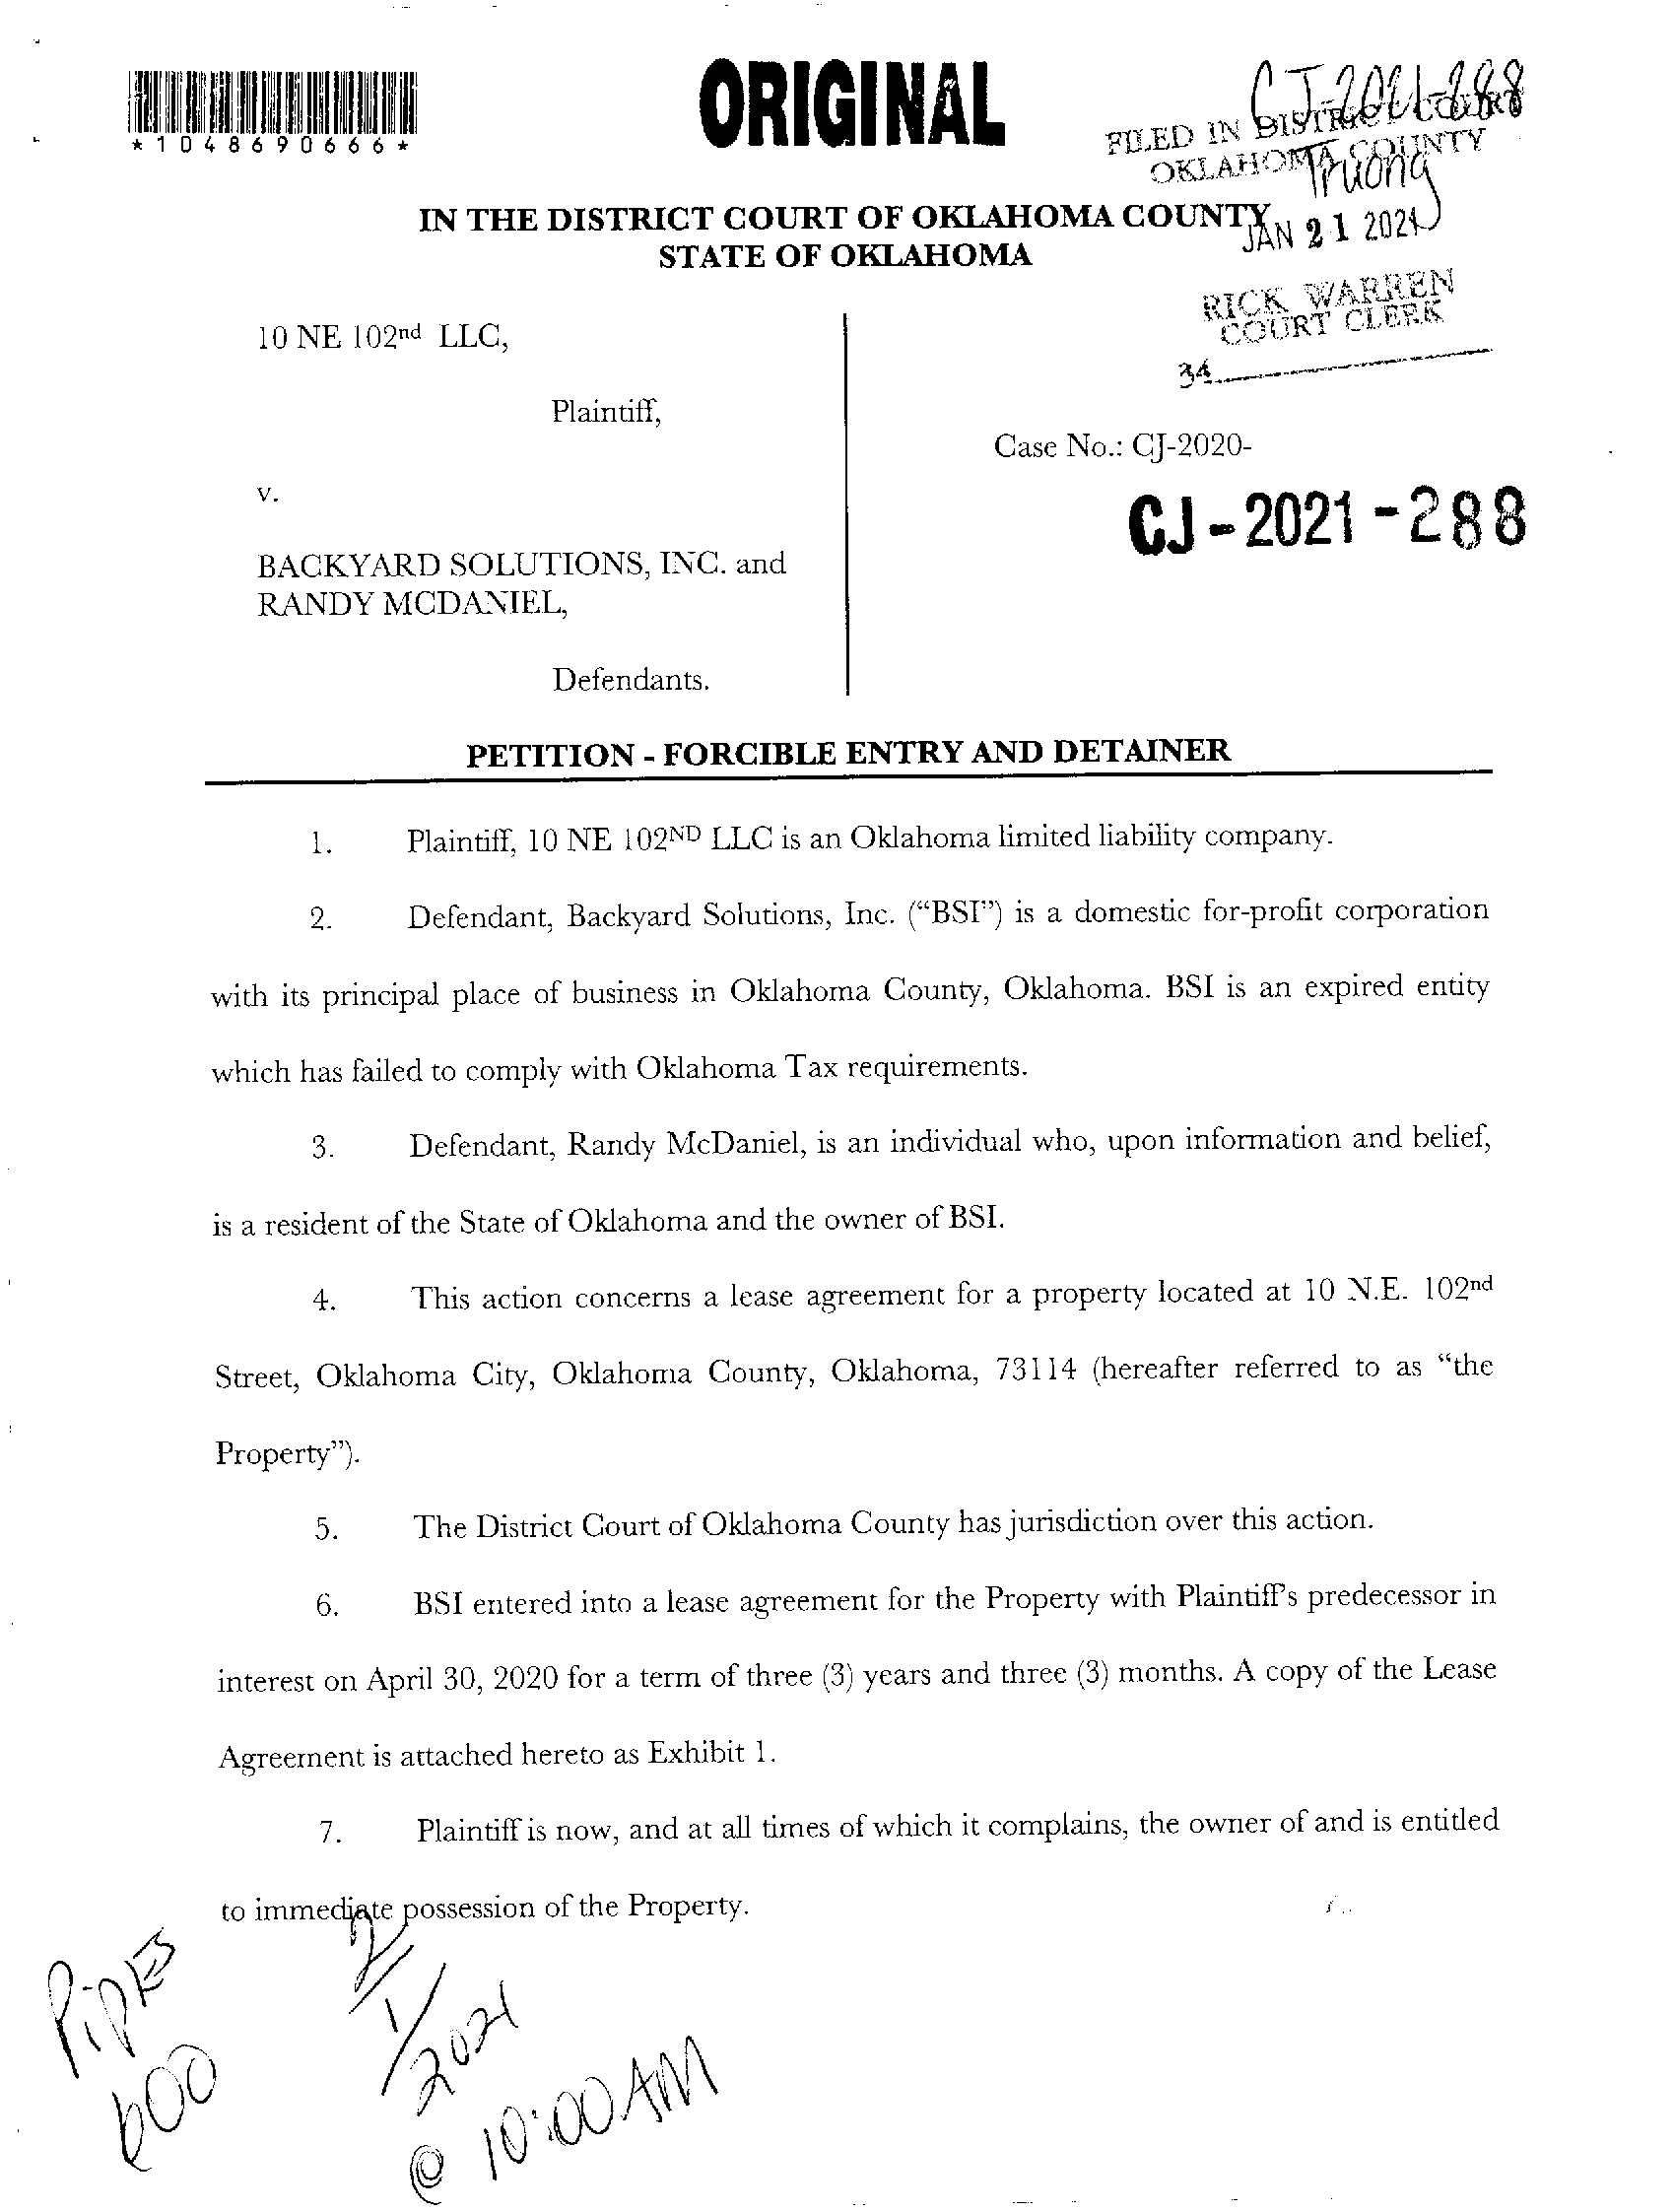 ORIGINAL
*1048690666*
CJ-2021-288
FILED IN DISTRICT COURT
OKLAHOMA COUNTY
Truong
JAN 21 2021
RICK WARREN
COURT CLERK
34
IN THE DISTRICT COURT OF OKLAHOMA COUNTY
STATE OF OKLAHOMA
10 NE 102nd LLC,
Plaintiff,
Case No.: CJ-2020-
v.
CJ-2021-288
BACKYARD SOLUTIONS, INC. and
RANDY MCDANIEL,
Defendants.
PETITION - FORCIBLE ENTRY AND DETAINER
1. Plaintiff, 10 NE 102ND LLC is an Oklahoma limited liability company.
2. Defendant, Backyard Solutions, Inc. (“BSI”) is a domestic for-profit corporation
with its principal place of business in Oklahoma County, Oklahoma. BSI is an expired entity
which has failed to comply with Oklahoma Tax requirements.
3. Defendant, Randy McDaniel, is an individual who, upon information and belief,
is a resident of the State of Oklahoma and the owner of BSI.
4. This action concerns a lease agreement for a property located at 10 N.E. 102nd
Street, Oklahoma City, Oklahoma County, Oklahoma, 73114 (hereafter referred to as “the
Property”).
5. The District Court of Oklahoma County has jurisdiction over this action.
6. BSI entered into a lease agreement for the Property with Plaintiff's predecessor in
interest on April 30, 2020 for a term of three (3) years and three (3) months. A copy of the Lease
Agreement is attached hereto as Exhibit 1.
7. Plaintiff is now, and at all times of which it complains, the owner of and is entitled
to immediate possession of the Property.
Pipkes
600
2/1/2021
@ 10:00 AM